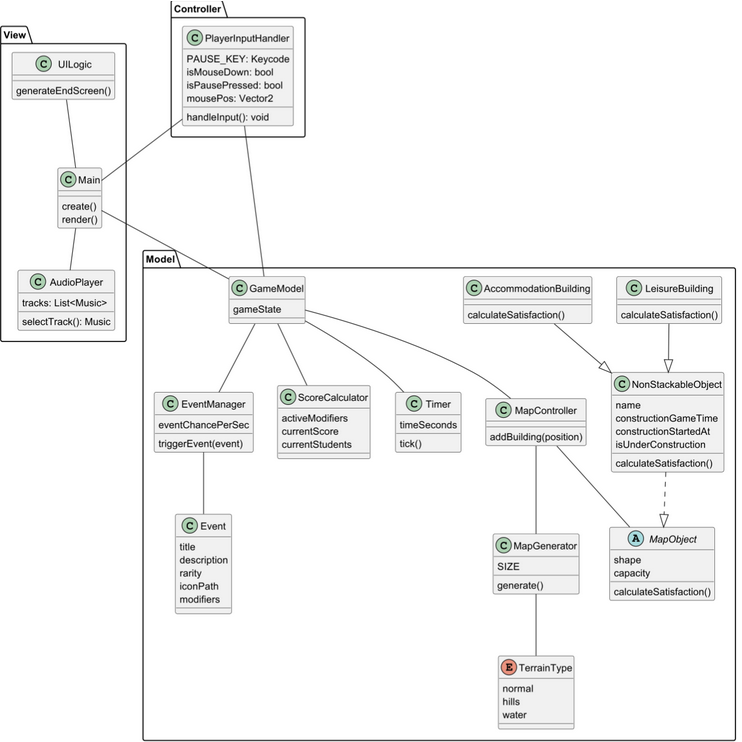 Controller
C PlayerInputHandler
PAUSE_KEY: Keycode
isMouseDown: bool
isPausePressed: bool
mousePos: Vector2
handleInput(): void
View
C UILogic
generateEndScreen()
C Main
create()
render()
C AudioPlayer
tracks: List<Music>
selectTrack(): Music
Model
C GameModel
gameState
C AccommodationBuilding
calculateSatisfaction()
C LeisureBuilding
calculateSatisfaction()
C EventManager
eventChancePerSec
triggerEvent(event)
C ScoreCalculator
activeModifiers
currentScore
currentStudents
C Timer
timeSeconds
tick()
C MapController
addBuilding(position)
C NonStackableObject
name
constructionGameTime
constructionStartedAt
isUnderConstruction
calculateSatisfaction()
C Event
title
description
rarity
iconPath
modifiers
C MapGenerator
SIZE
generate()
A MapObject
shape
capacity
calculateSatisfaction()
E TerrainType
normal
hills
water